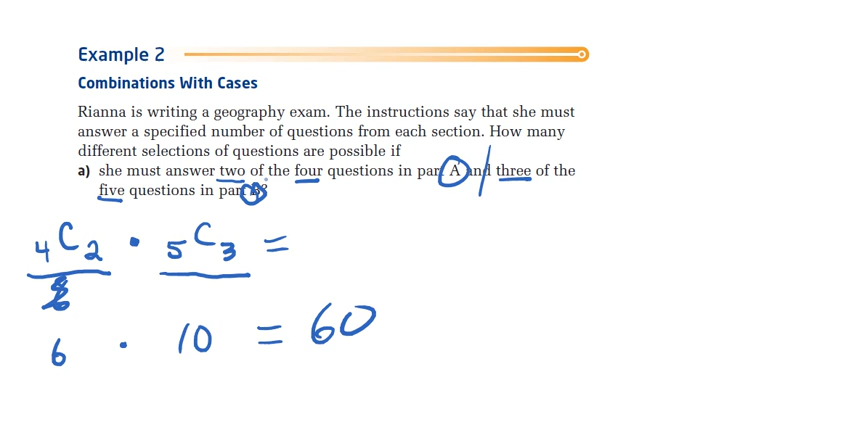 Example 2
Combinations With Cases
Rianna is writing a geography exam. The instructions say that she must
answer a specified number of questions from each section. How many
different selections of questions are possible if
a) she must answer two of the four questions in part A and three of the
five questions in part B?
₄C₂ · ₅C₃ =
6 · 10 = 60